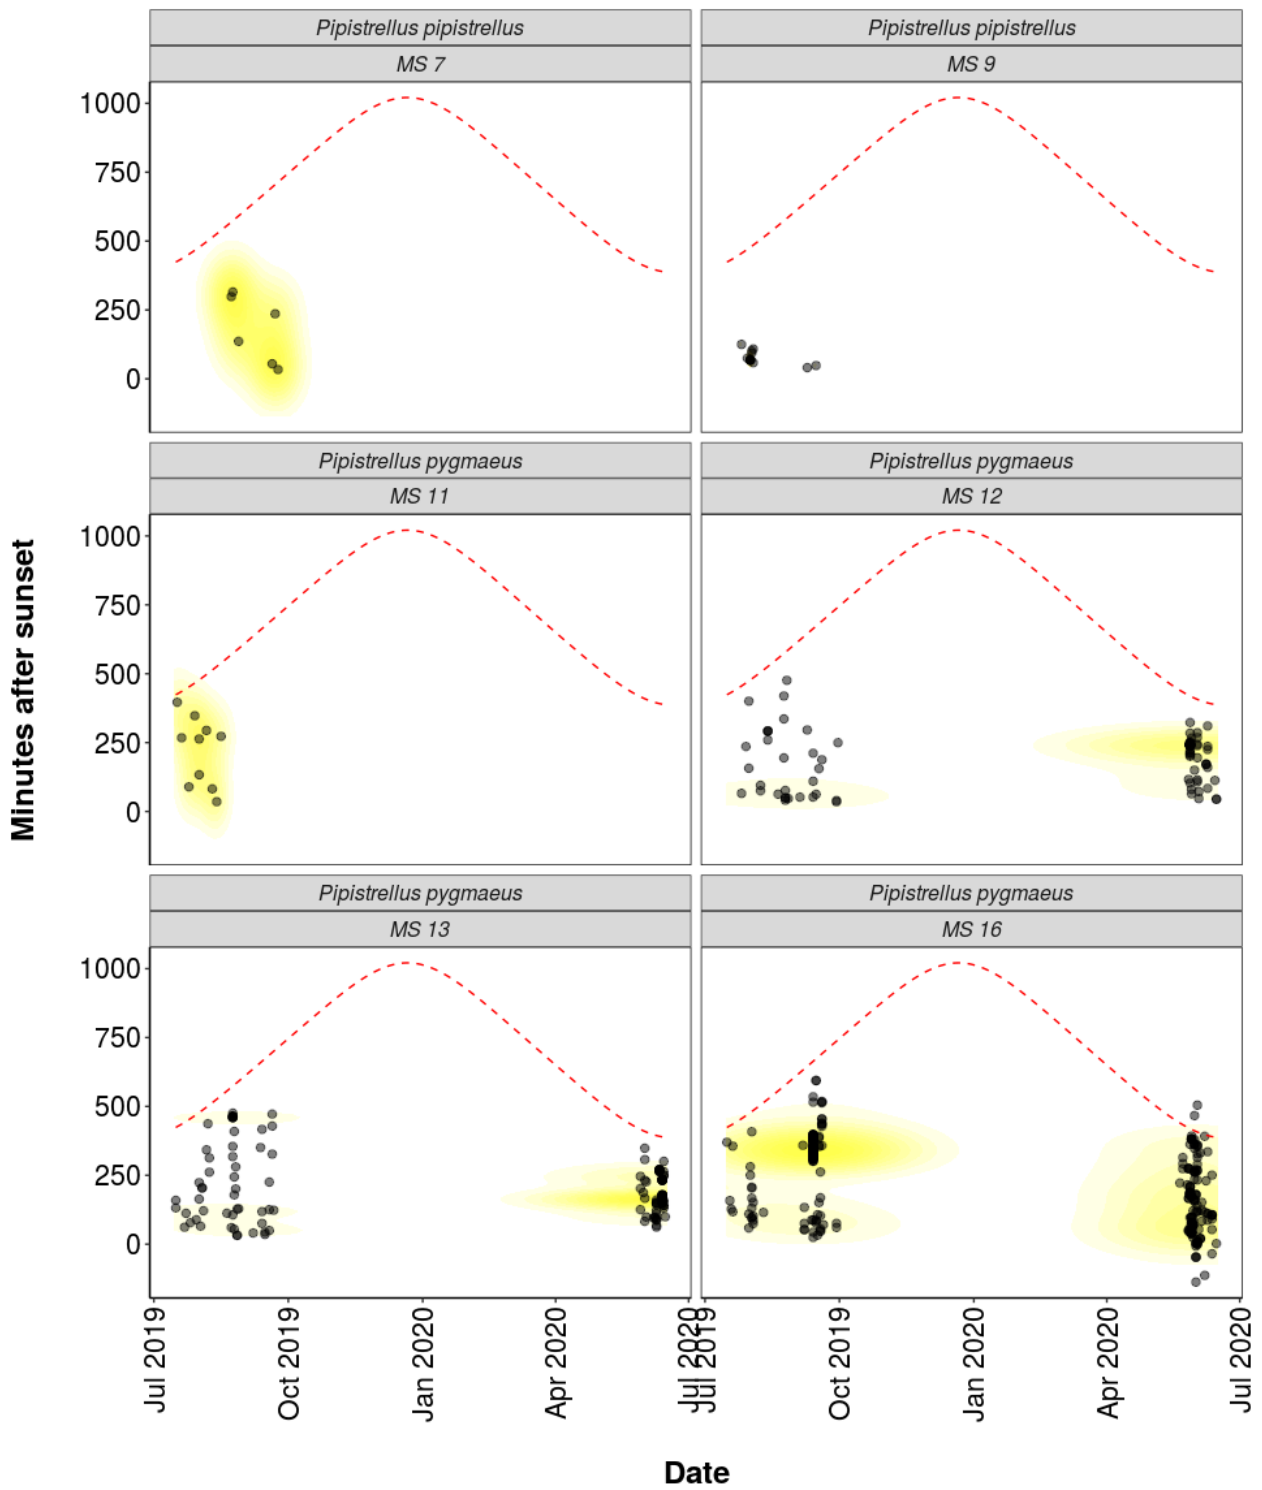 Pipistrellus pipistrellus
Pipistrellus pipistrellus
MS 7
MS 9
1000
750
500
250
0
Pipistrellus pygmaeus
Pipistrellus pygmaeus
MS 11
MS 12
1000
750
500
250
0
Minutes after sunset
Pipistrellus pygmaeus
Pipistrellus pygmaeus
MS 13
MS 16
1000
750
500
250
0
Jul 2019
Oct 2019
Jan 2020
Apr 2020
Jul 2020
Jul 2019
Oct 2019
Jan 2020
Apr 2020
Jul 2020
Date